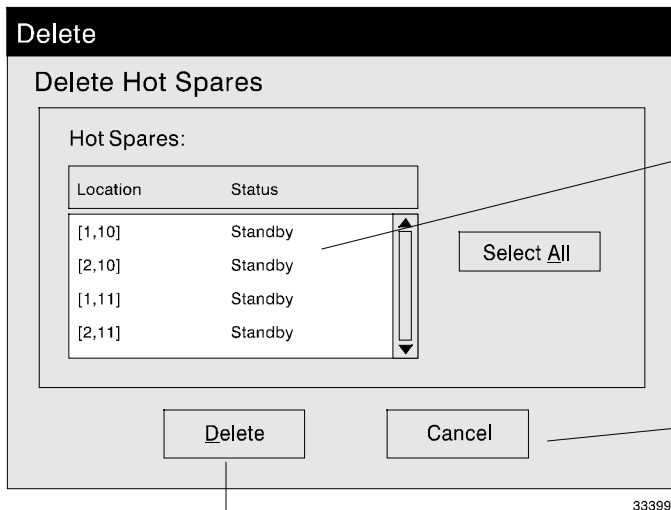 Delete
Delete Hot Spares
Hot Spares:
Location Status
[1,10] Standby
[2,10] Standby
[1,11] Standby
[2,11] Standby
Select All
Delete Cancel
33399